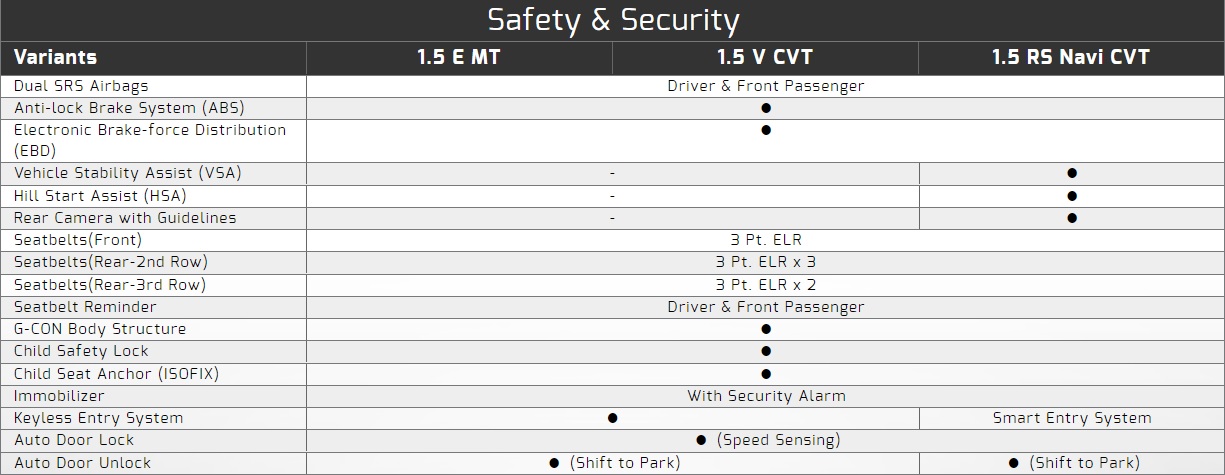 Safety & Security
Variants 1.5 E MT 1.5 V CVT 1.5 RS Navi CVT
Dual SRS Airbags Driver & Front Passenger
Anti-lock Brake System (ABS) ●
Electronic Brake-force Distribution ●
(EBD)
Vehicle Stability Assist (VSA) - ●
Hill Start Assist (HSA) - ●
Rear Camera with Guidelines - ●
Seatbelts(Front) 3 Pt. ELR
Seatbelts(Rear-2nd Row) 3 Pt. ELR x 3
Seatbelts(Rear-3rd Row) 3 Pt. ELR x 2
Seatbelt Reminder Driver & Front Passenger
G-CON Body Structure ●
Child Safety Lock ●
Child Seat Anchor (ISOFIX) ●
Immobilizer With Security Alarm
Keyless Entry System ● Smart Entry System
Auto Door Lock ● (Speed Sensing)
Auto Door Unlock ● (Shift to Park) ● (Shift to Park)